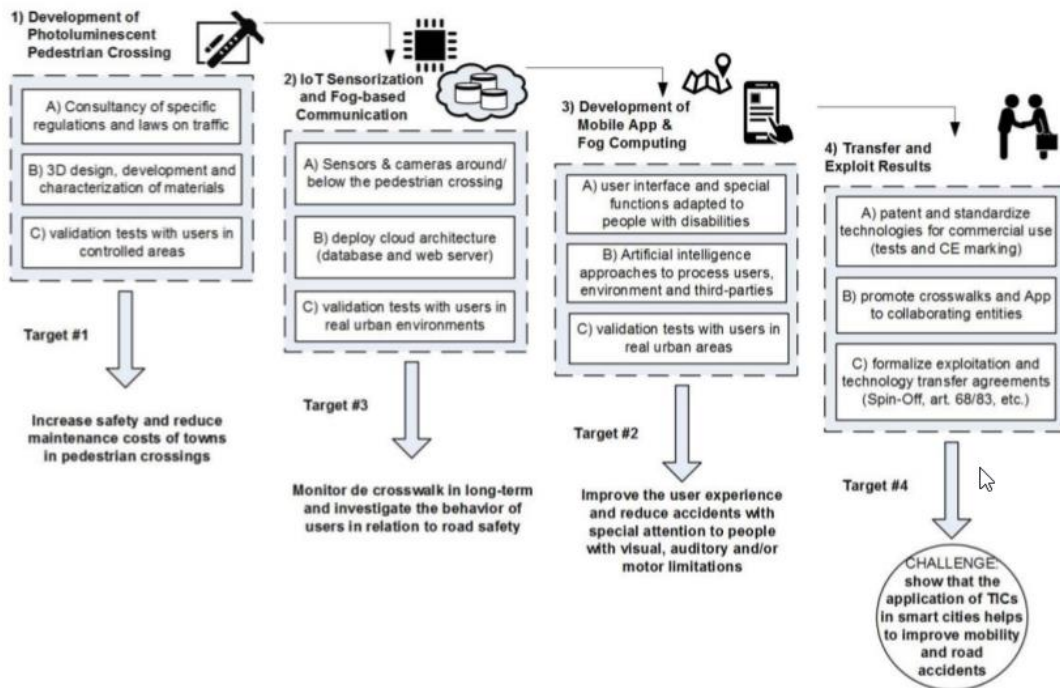 1) Development of
Photoluminescent
Pedestrian Crossing
A) Consultancy of specific
regulations and laws on traffic
B) 3D design, development and
characterization of materials
C) validation tests with users in
controlled areas
Target #1
Increase safety and reduce
maintenance costs of towns
in pedestrian crossings
2) IoT Sensorization
and Fog-based
Communication
A) Sensors & cameras around/
below the pedestrian crossing
B) deploy cloud architecture
(database and web server)
C) validation tests with users in
real urban environments
Target #3
Monitor de crosswalk in long-term
and investigate the behavior of
users in relation to road safety
3) Development of
Mobile App &
Fog Computing
A) user interface and special
functions adapted to
people with disabilities
B) Artificial intelligence
approaches to process users,
environment and third-parties
C) validation tests with users in
real urban areas
Target #2
Improve the user experience
and reduce accidents with
special attention to people
with visual, auditory and/or
motor limitations
4) Transfer and
Exploit Results
A) patent and standardize
technologies for commercial use
(tests and CE marking)
B) promote crosswalks and App
to collaborating entities
C) formalize exploitation and
technology transfer agreements
(Spin-Off, art. 68/83, etc.)
Target #4
CHALLENGE:
show that the
application of TICs
in smart cities helps
to improve mobility
and road
accidents